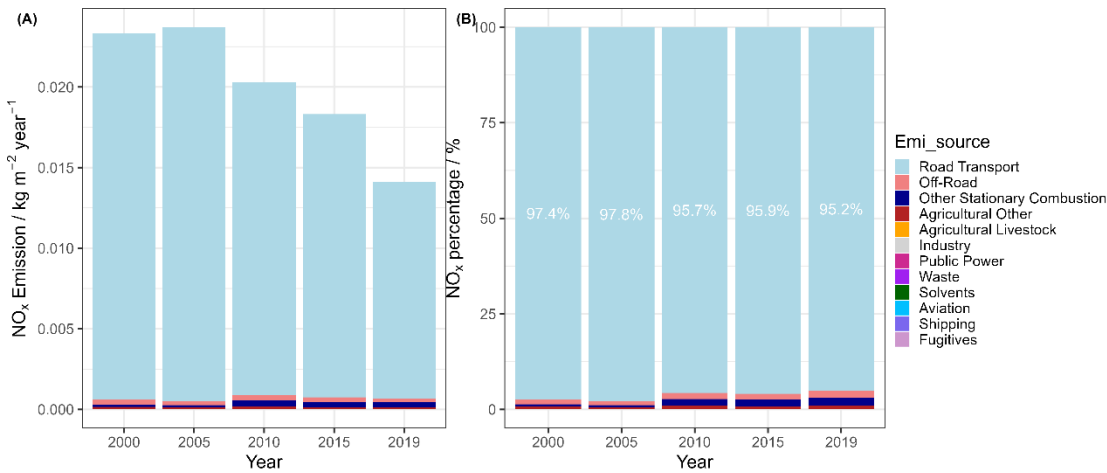 (A)
NOₓ Emission / kg m⁻² year⁻¹
0.020
0.015
0.010
0.005
0.000
2000 2005 2010 2015 2019
Year
(B)
NOₓ percentage / %
100
75
50
25
0
97.4% 97.8% 95.7% 95.9% 95.2%
2000 2005 2010 2015 2019
Year
Emi_source
Road Transport
Off-Road
Other Stationary Combustion
Agricultural Other
Agricultural Livestock
Industry
Public Power
Waste
Solvents
Aviation
Shipping
Fugitives